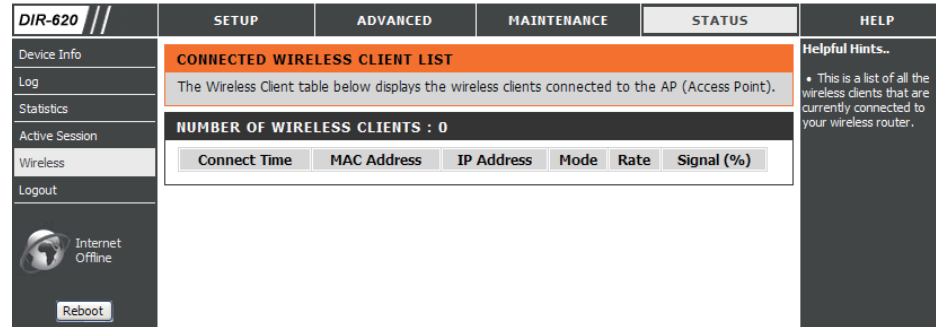 DIR-620
SETUP
ADVANCED
MAINTENANCE
STATUS
HELP
Device Info
Log
Statistics
Active Session
Wireless
Logout
Internet
Offline
Reboot
CONNECTED WIRELESS CLIENT LIST
The Wireless Client table below displays the wireless clients connected to the AP (Access Point).
NUMBER OF WIRELESS CLIENTS : 0
Connect Time MAC Address IP Address Mode Rate Signal (%)
Helpful Hints..
• This is a list of all the
wireless clients that are
currently connected to
your wireless router.